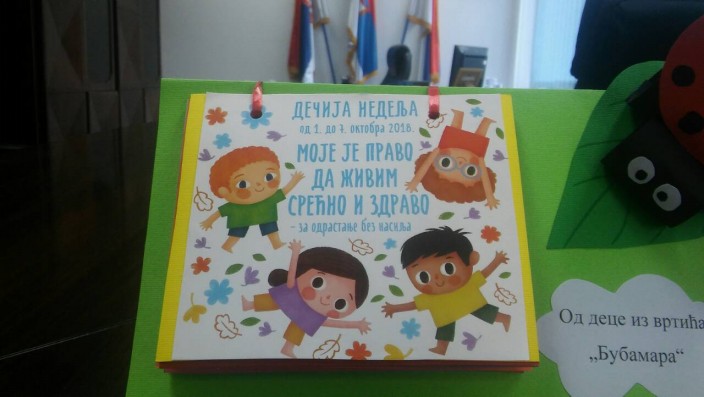 ДЕЧИЈА НЕДЕЉА
од 1. до 7. октобра 2018.
МОЈЕ ЈЕ ПРАВО
ДА ЖИВИМ
СРЕЋНО И ЗДРАВО
– за одрастање без насиља
Од деце из вртића
„Бубамара“